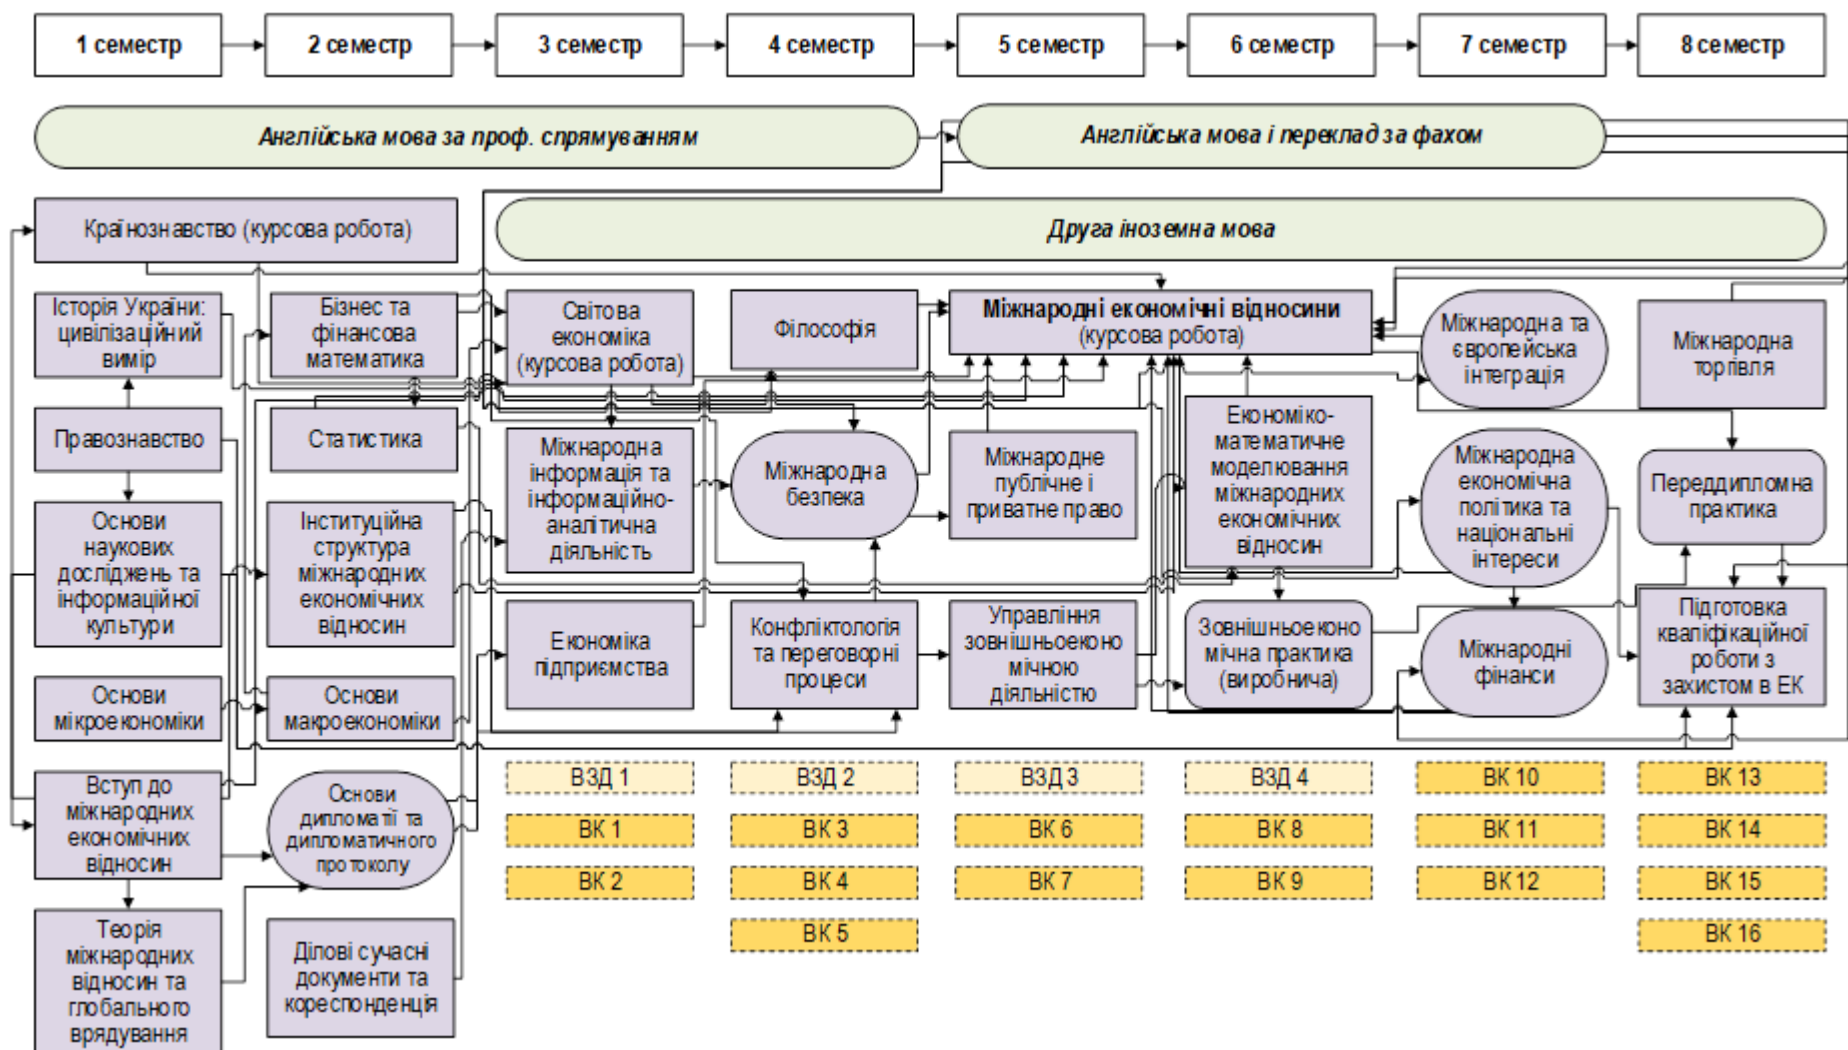 1 семестр
2 семестр
3 семестр
4 семестр
5 семестр
6 семестр
7 семестр
8 семестр
Англійська мова за проф. спрямуванням
Англійська мова і переклад за фахом
Країнознавство (курсова робота)
Друга іноземна мова
Історія України:
цивілізаційний
вимір
Бізнес та
фінансова
математика
Світова
економіка
(курсова робота)
Філософія
Міжнародні економічні відносини
(курсова робота)
Міжнародна та
європейська
інтеграція
Міжнародна
торгівля
Правознавство
Статистика
Міжнародна
інформація та
інформаційно-
аналітична
діяльність
Міжнародна
безпека
Міжнародне
публічне і
приватне право
Економіко-
математичне
моделювання
міжнародних
економічних
відносин
Міжнародна
економічна
політика та
національні
інтереси
Переддипломна
практика
Основи
наукових
досліджень та
інформаційної
культури
Інституційна
структура
міжнародних
економічних
відносин
Економіка
підприємства
Конфліктологія
та переговорні
процеси
Управління
зовнішньоеконо
мічною
діяльністю
Зовнішньоеконо
мічна практика
(виробнича)
Міжнародні
фінанси
Підготовка
кваліфікаційної
роботи з
захистом в ЕК
Основи
мікроекономіки
Основи
макроекономіки
Вступ до
міжнародних
економічних
відносин
Основи
дипломатії та
дипломатичного
протоколу
Теорія
міжнародних
відносин та
глобального
врядування
Ділові сучасні
документи та
кореспонденція
ВЗД 1
ВЗД 2
ВЗД 3
ВЗД 4
ВК 10
ВК 13
ВК 1
ВК 3
ВК 6
ВК 8
ВК 11
ВК 14
ВК 2
ВК 4
ВК 7
ВК 9
ВК 12
ВК 15
ВК 5
ВК 16